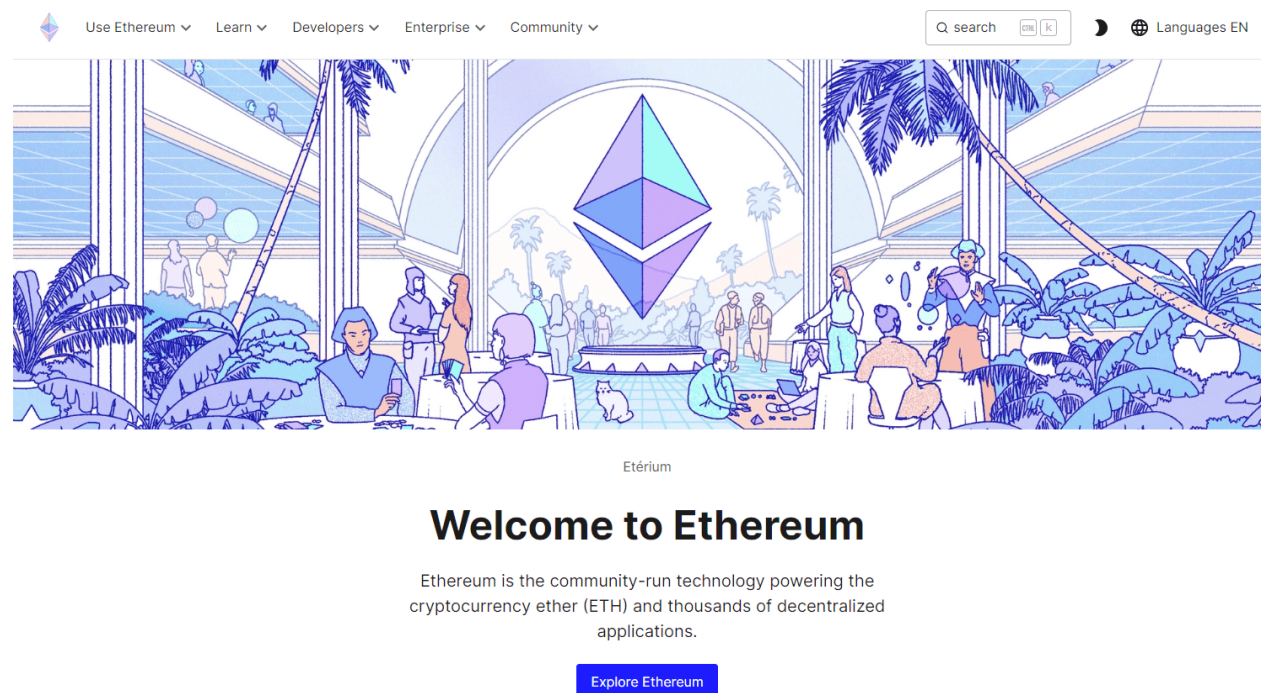 Use Ethereum Learn Developers Enterprise Community search CTRL k Languages EN
Etérium
Welcome to Ethereum
Ethereum is the community-run technology powering the
cryptocurrency ether (ETH) and thousands of decentralized
applications.
Explore Ethereum